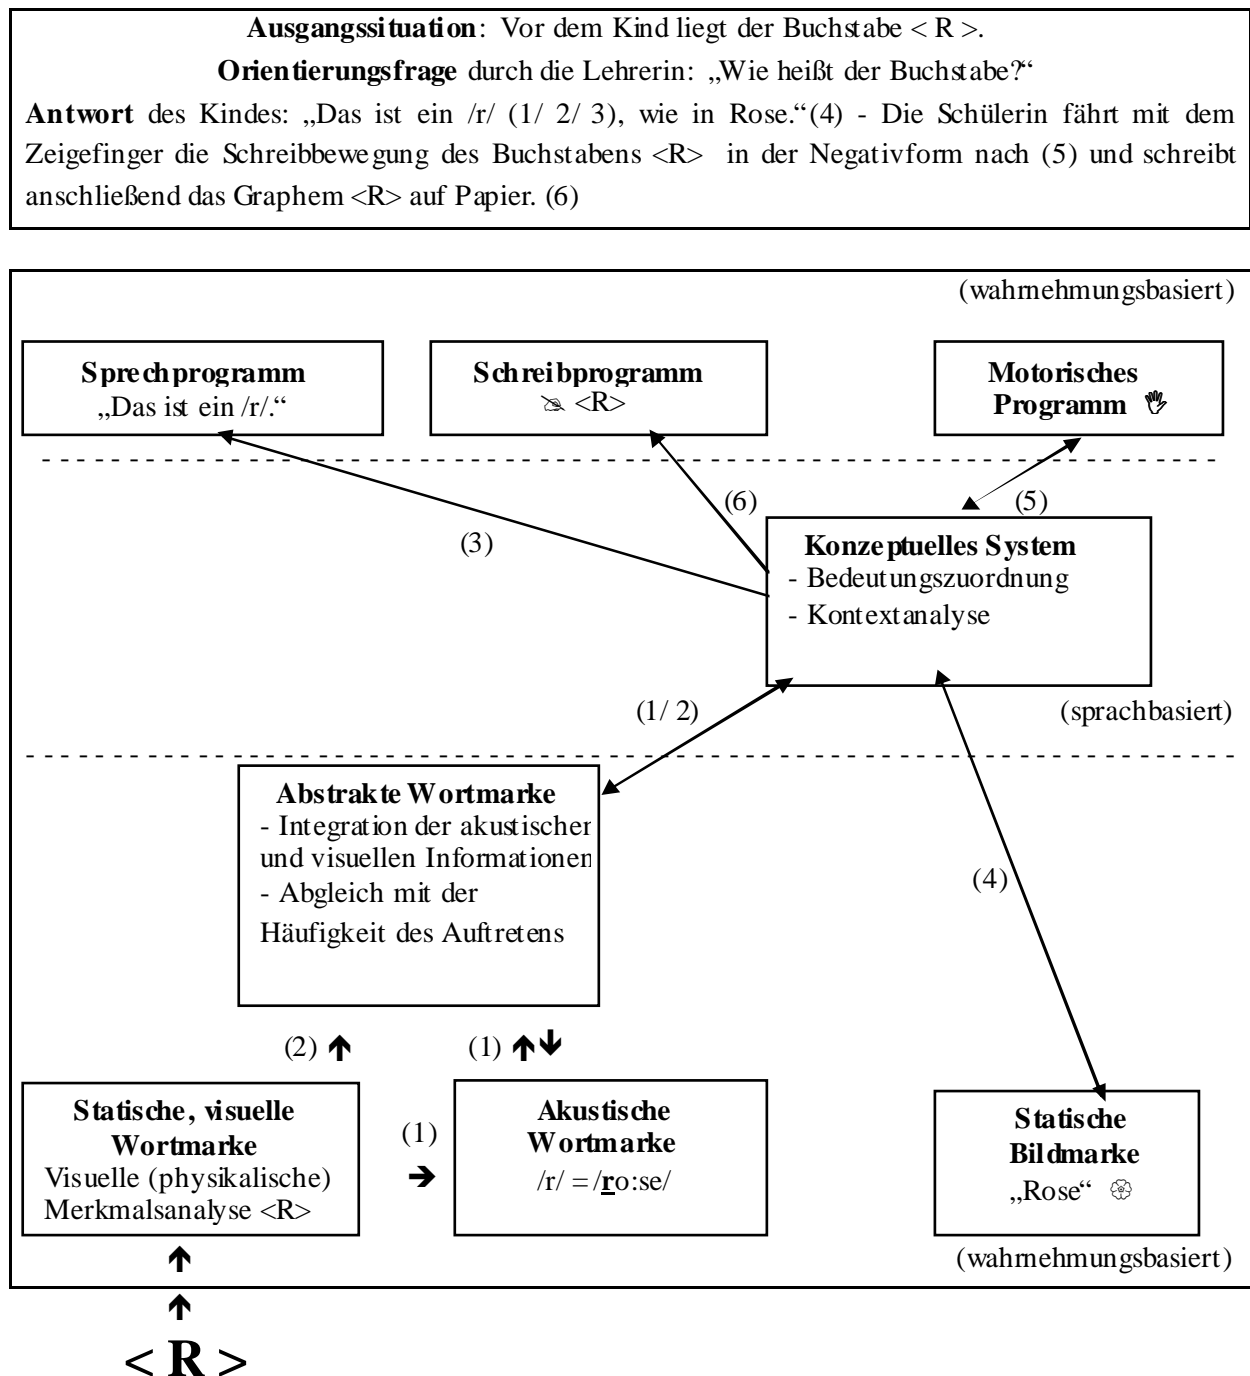 Ausgangssituation: Vor dem Kind liegt der Buchstabe < R >.
Orientierungsfrage durch die Lehrerin: „Wie heißt der Buchstabe?“
Antwort des Kindes: „Das ist ein /r/ (1/ 2/ 3), wie in Rose.“(4) - Die Schülerin fährt mit dem
Zeigefinger die Schreibbewegung des Buchstabens <R> in der Negativform nach (5) und schreibt
anschließend das Graphem <R> auf Papier. (6)
(wahrnehmungsbasiert)
Sprechprogramm
„Das ist ein /r/.“
Schreibprogramm
<R>
Motorisches
Programm
(6)
(5)
(3)
Konzeptuelles System
- Bedeutungszuordnung
- Kontextanalyse
(1/ 2)
(sprachbasiert)
Abstrakte Wortmarke
- Integration der akustischen
und visuellen Informationen
- Abgleich mit der
Häufigkeit des Auftretens
(4)
(2)
(1)
Statische, visuelle
Wortmarke
Visuelle (physikalische)
Merkmalsanalyse <R>
(1)
Akustische
Wortmarke
/r/ = /ro:se/
Statische
Bildmarke
„Rose“
(wahrnehmungsbasiert)
< R >